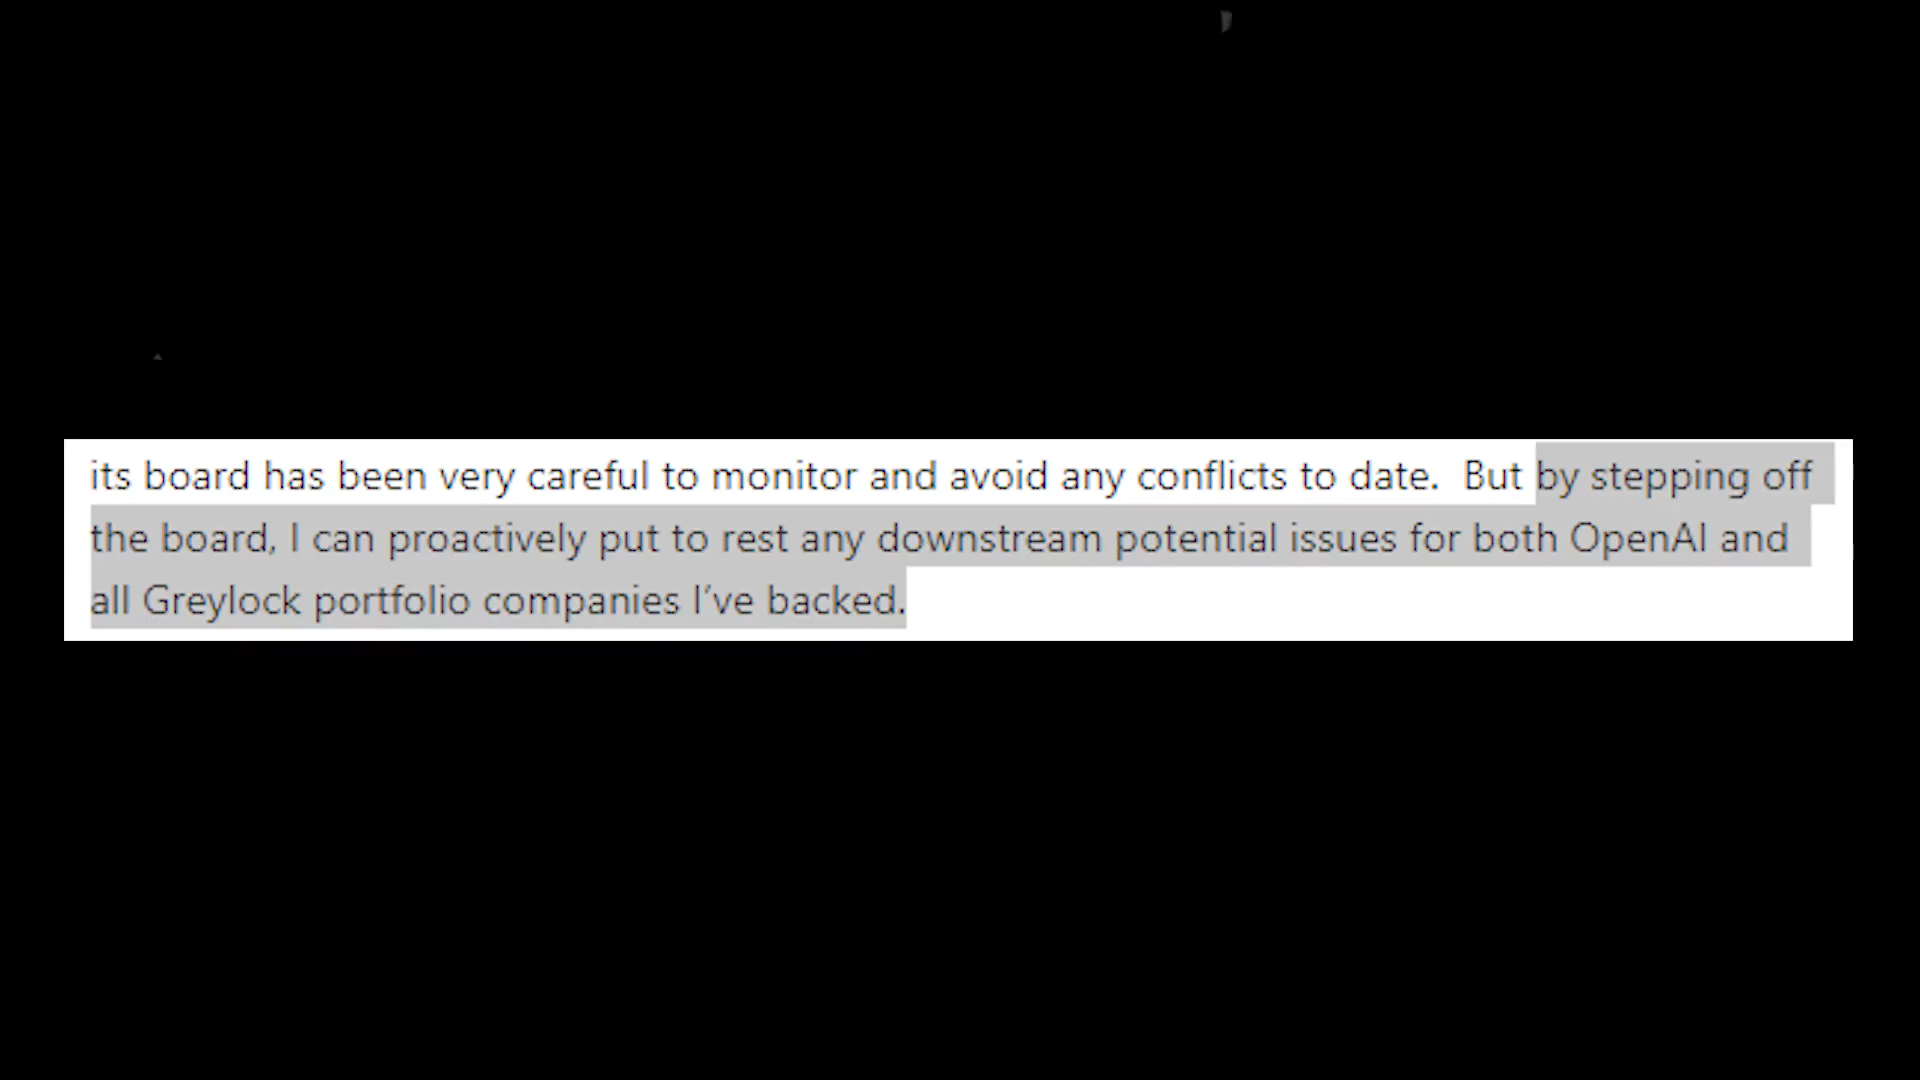 its board has been very careful to monitor and avoid any conflicts to date.  But by stepping off
the board, I can proactively put to rest any downstream potential issues for both OpenAI and
all Greylock portfolio companies I’ve backed.